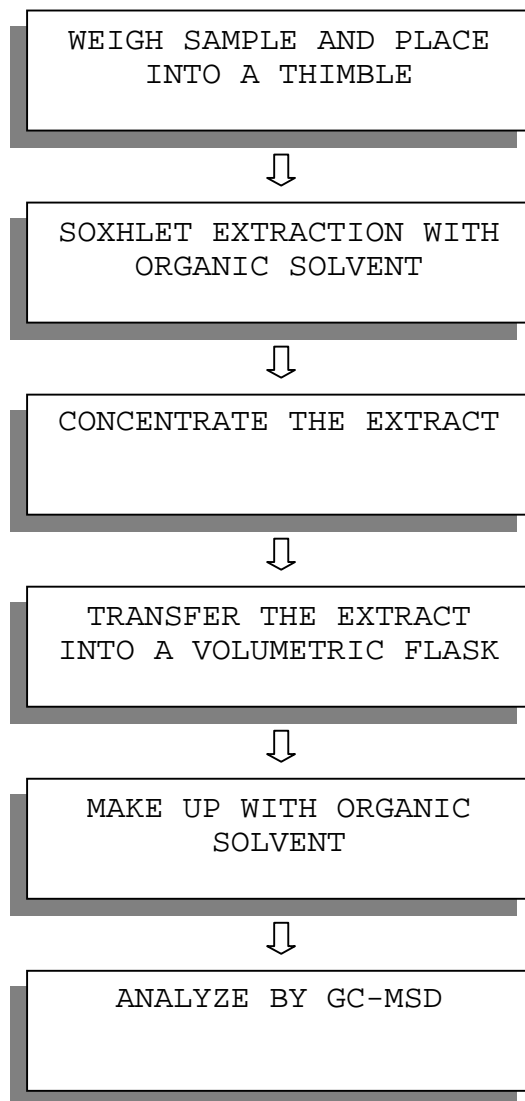 WEIGH SAMPLE AND PLACE
INTO A THIMBLE
SOXHLET EXTRACTION WITH
ORGANIC SOLVENT
CONCENTRATE THE EXTRACT
TRANSFER THE EXTRACT
INTO A VOLUMETRIC FLASK
MAKE UP WITH ORGANIC
SOLVENT
ANALYZE BY GC-MSD